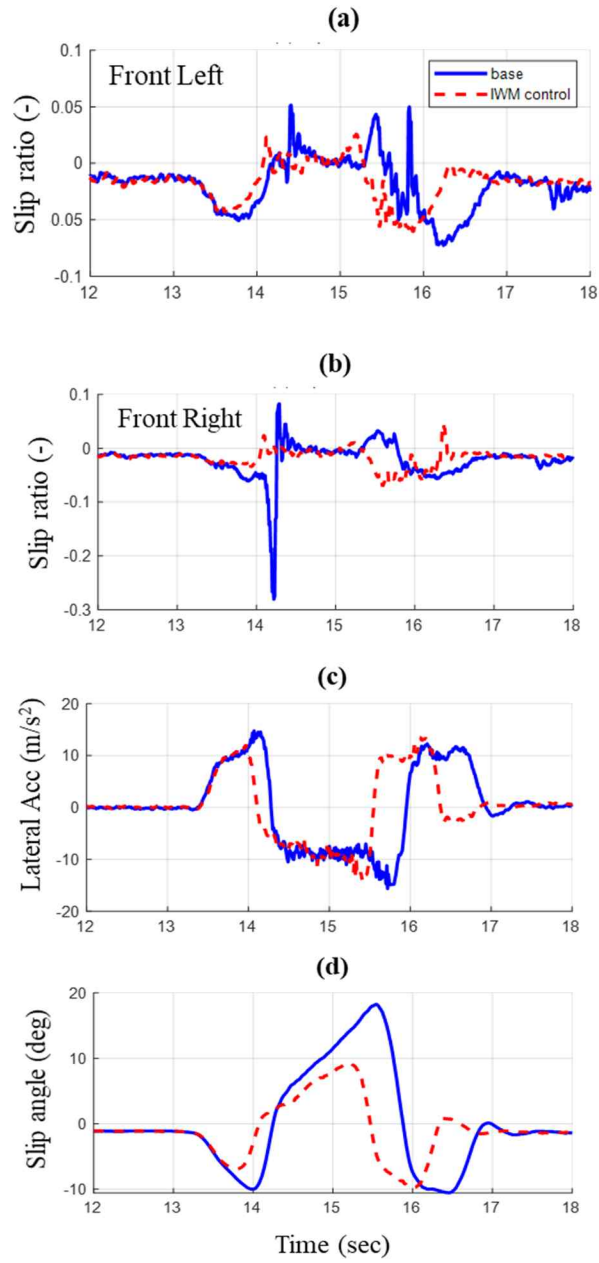 (a)
0.1
0.05
0
0.05
-0.1
12 13 14 15 16 17 18
Slip ratio (-)
Front Left
base
IWM control
(b)
0.1
0
-0.1
-0.2
-0.3
12 13 14 15 16 17 18
Slip ratio (-)
Front Right
(c)
20
10
0
-10
-20
12 13 14 15 16 17 18
Lateral Acc (m/s²)
(d)
20
10
0
-10
12 13 14 15 16 17 18
Slip angle (deg)
Time (sec)